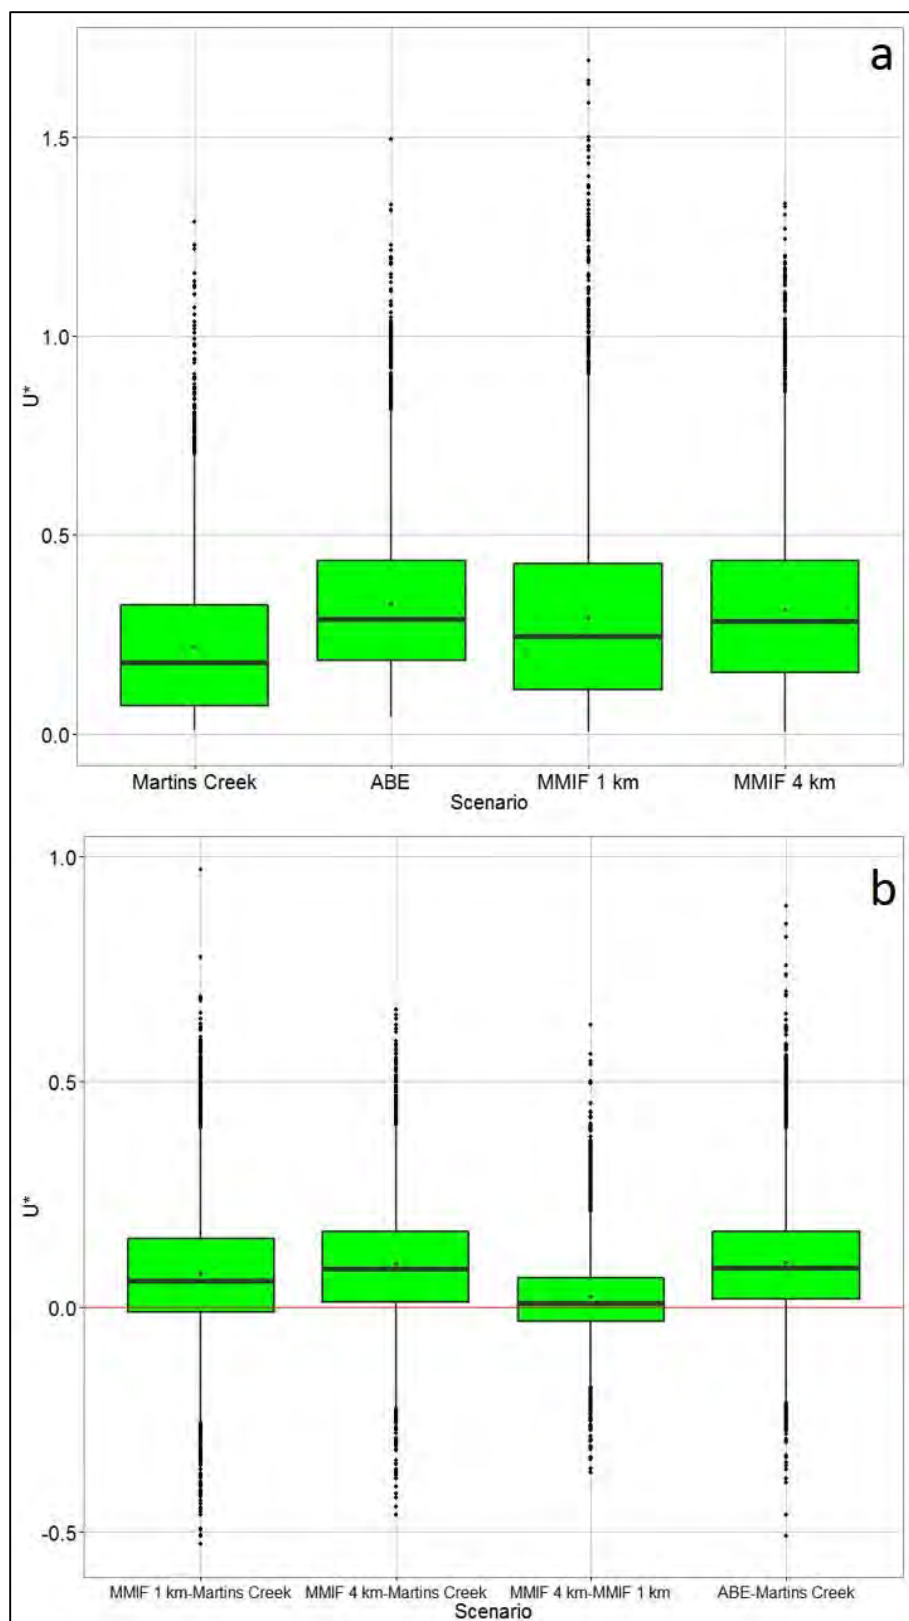 a
1.5
1.0
0.5
0.0
U*
Martins Creek ABE MMIF 1 km MMIF 4 km
Scenario
b
1.0
0.5
0.0
-0.5
U*
MMIF 1 km-Martins Creek MMIF 4 km-Martins Creek MMIF 4 km-MMIF 1 km ABE-Martins Creek
Scenario